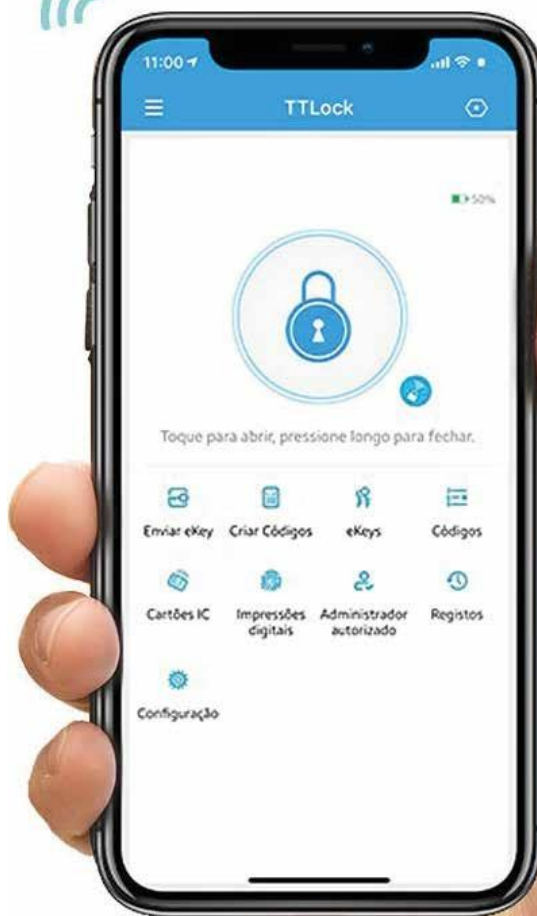 11:00
TTLock
50%
Toque para abrir, pressione longo para fechar.
Enviar eKey Criar Códigos eKeys Códigos
Cartões IC Impressões digitais Administrador autorizado Registos
Configuração